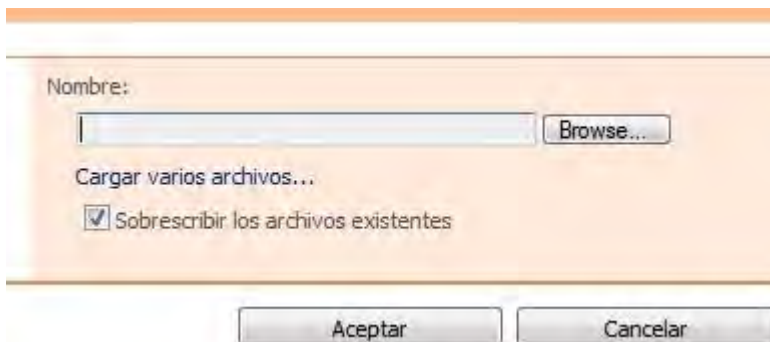 Nombre:
Browse...
Cargar varios archivos...
Sobrescribir los archivos existentes
Aceptar
Cancelar